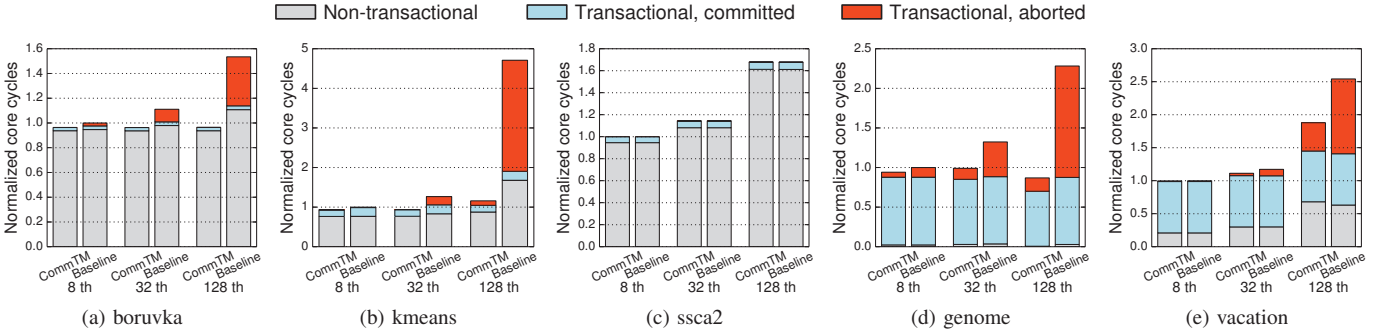 Non-transactional Transactional, committed Transactional, aborted
Normalized core cycles
1.6
1.4
1.2
1.0
0.8
0.6
0.4
0.2
0.0
CommTM Baseline CommTM Baseline CommTM Baseline
8 th 32 th 128 th
(a) boruvka
Normalized core cycles
5
4
3
2
1
0
CommTM Baseline CommTM Baseline CommTM Baseline
8 th 32 th 128 th
(b) kmeans
Normalized core cycles
1.8
1.6
1.4
1.2
1.0
0.8
0.6
0.4
0.2
0.0
CommTM Baseline CommTM Baseline CommTM Baseline
8 th 32 th 128 th
(c) ssca2
Normalized core cycles
2.5
2.0
1.5
1.0
0.5
0.0
CommTM Baseline CommTM Baseline CommTM Baseline
8 th 32 th 128 th
(d) genome
Normalized core cycles
3.0
2.5
2.0
1.5
1.0
0.5
0.0
CommTM Baseline CommTM Baseline CommTM Baseline
8 th 32 th 128 th
(e) vacation